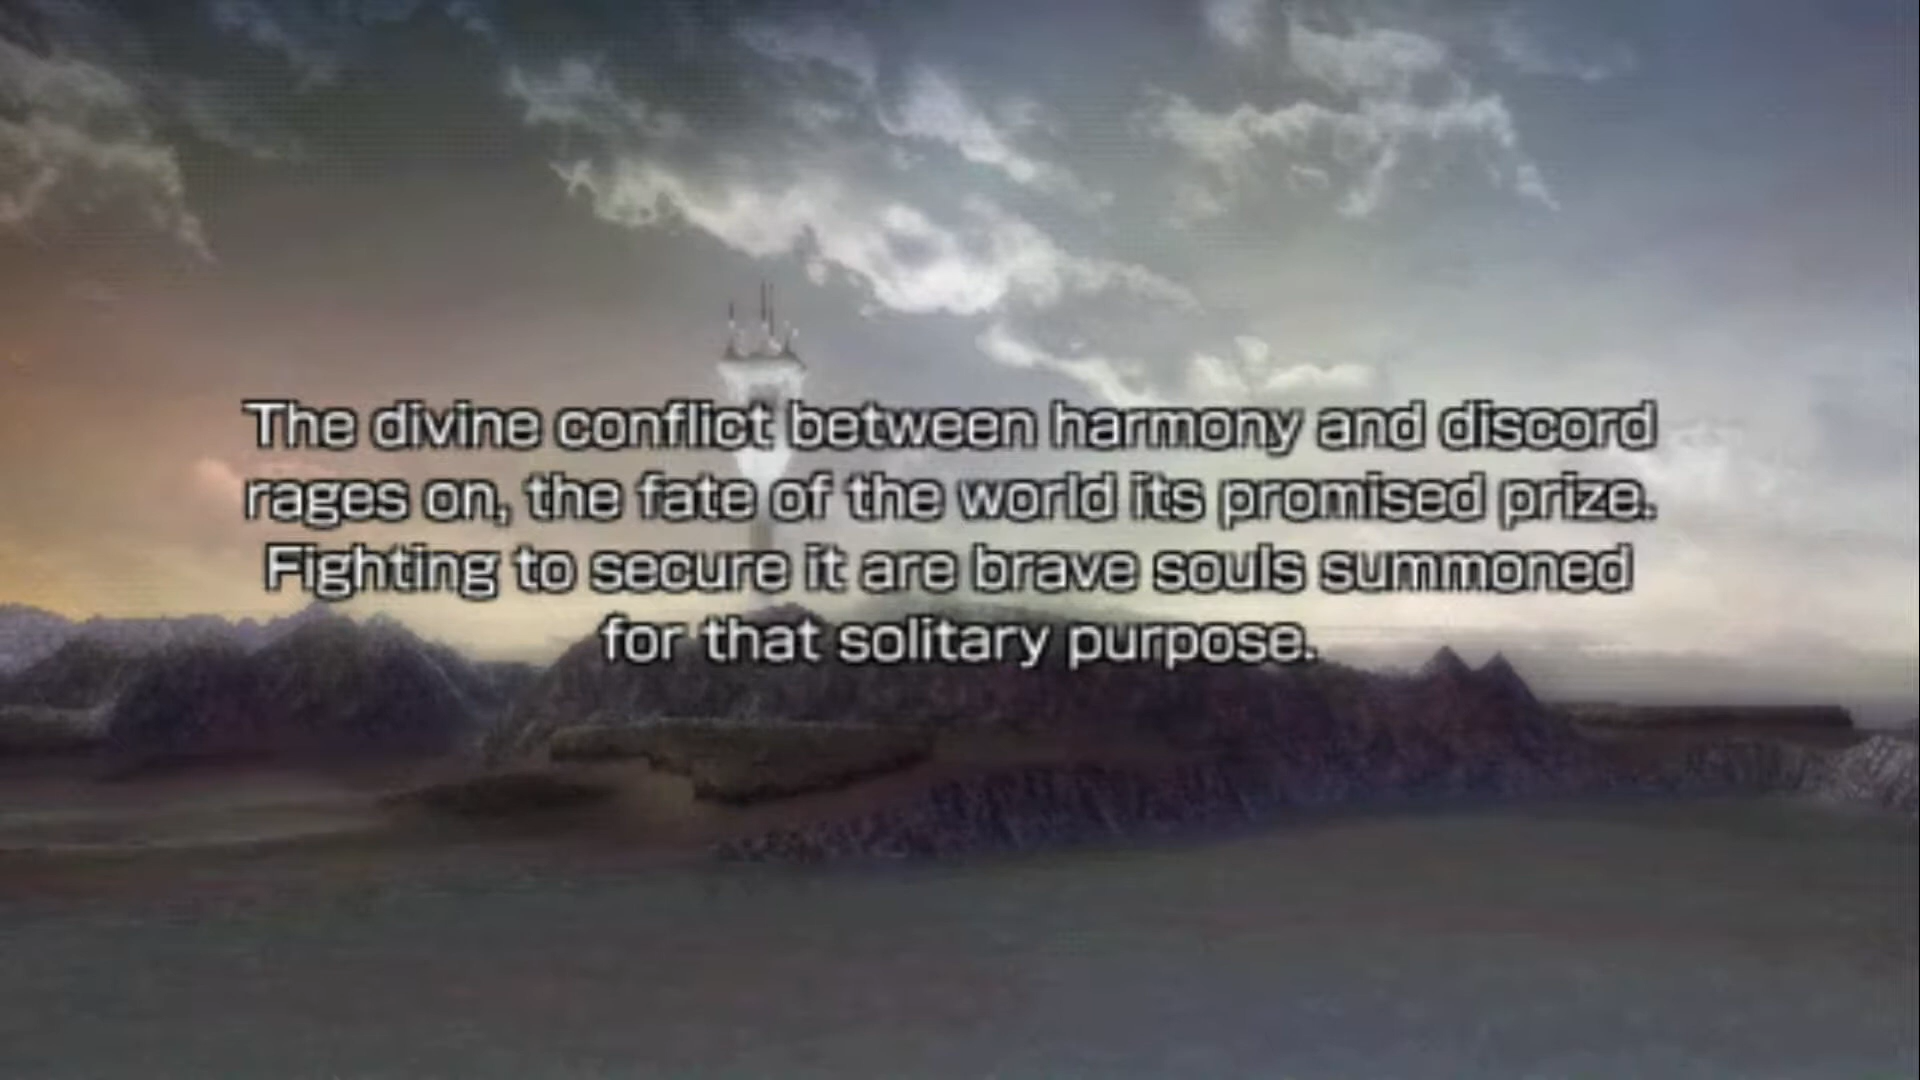 The divine conflict between harmony and discord
rages on, the fate of the world its promised prize.
Fighting to secure it are brave souls summoned
for that solitary purpose.